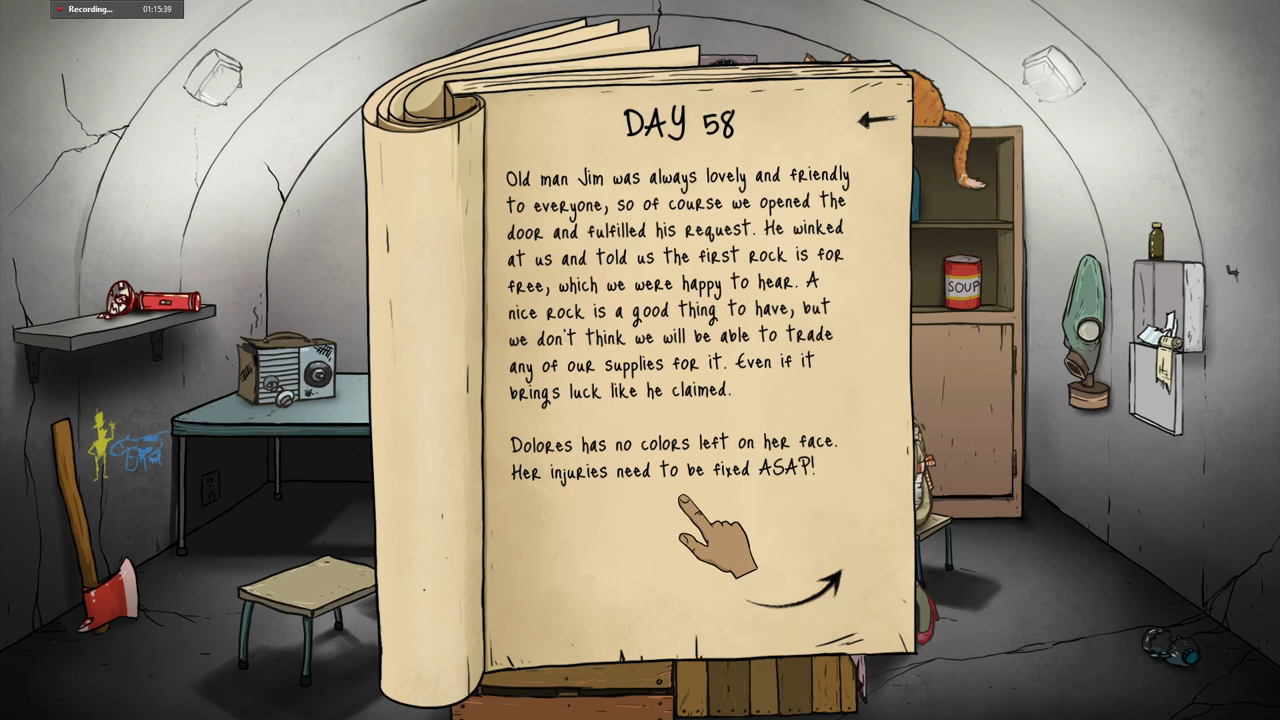 Recording... 01:15:39
DAY 58
Old man Jim was always lovely and friendly
to everyone, so of course we opened the
door and fulfilled his request. He winked
at us and told us the first rock is for
free, which we were happy to hear. A
nice rock is a good thing to have, but
we don't think we will be able to trade
any of our supplies for it. Even if it
brings luck like he claimed.
Dolores has no colors left on her face.
Her injuries need to be fixed ASAP!
SOUP